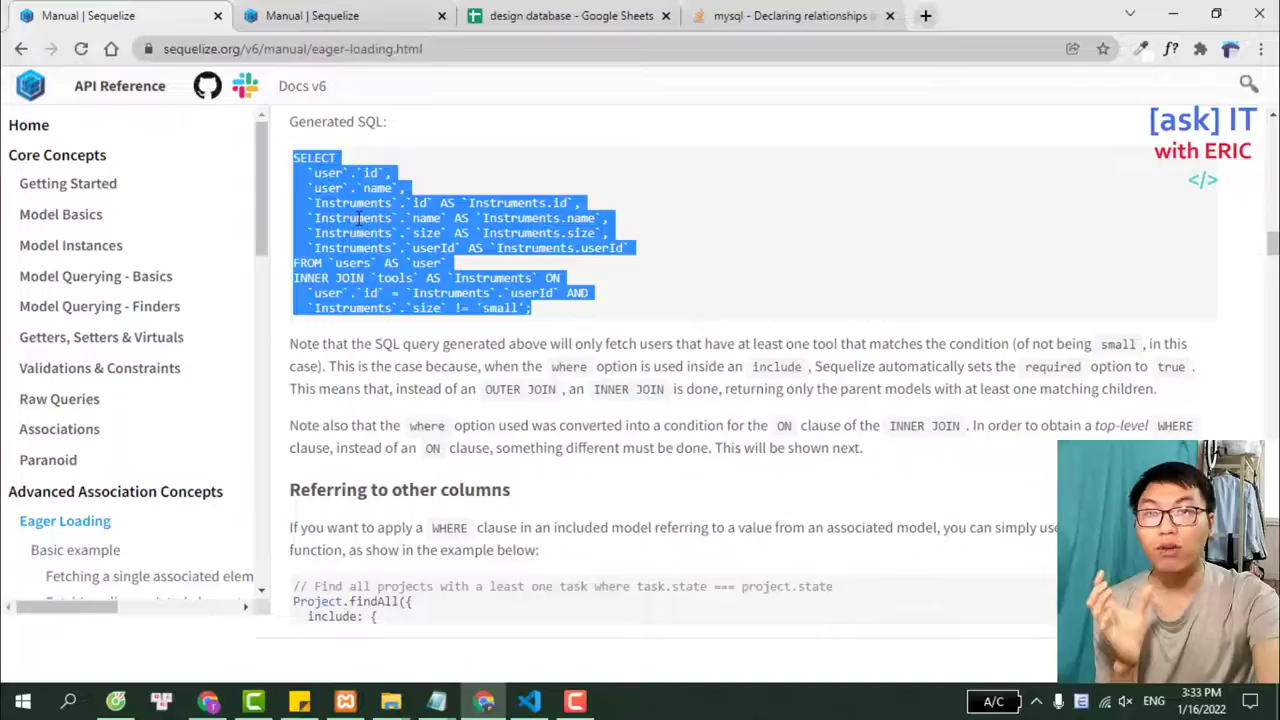 Manual | Sequelize
Manual | Sequelize
design database - Google Sheets
mysql - Declaring relationships i
sequelize.org/v6/manual/eager-loading.html
API Reference
Docs v6
[ask] IT
with ERIC
</>
Home
Core Concepts
Getting Started
Model Basics
Model Instances
Model Querying - Basics
Model Querying - Finders
Getters, Setters & Virtuals
Validations & Constraints
Raw Queries
Associations
Paranoid
Advanced Association Concepts
Eager Loading
Basic example
Fetching a single associated elem
Generated SQL:
SELECT
`user`.`id`,
`user`.`name`,
`Instruments`.`id` AS `Instruments.id`,
`Instruments`.`name` AS `Instruments.name`,
`Instruments`.`size` AS `Instruments.size`,
`Instruments`.`userId` AS `Instruments.userId`
FROM `users` AS `user`
INNER JOIN `tools` AS `Instruments` ON
`user`.`id` = `Instruments`.`userId` AND
`Instruments`.`size` != 'small';
Note that the SQL query generated above will only fetch users that have at least one tool that matches the condition (of not being small, in this
case). This is the case because, when the where option is used inside an include, Sequelize automatically sets the required option to true.
This means that, instead of an OUTER JOIN, an INNER JOIN is done, returning only the parent models with at least one matching children.
Note also that the where option used was converted into a condition for the ON clause of the INNER JOIN. In order to obtain a top-level WHERE
clause, instead of an ON clause, something different must be done. This will be shown next.
Referring to other columns
If you want to apply a WHERE clause in an included model referring to a value from an associated model, you can simply use
function, as show in the example below:
// Find all projects with a least one task where task.state === project.state
Project.findAll({
include: {
A/C
ENG
3:33 PM
1/16/2022